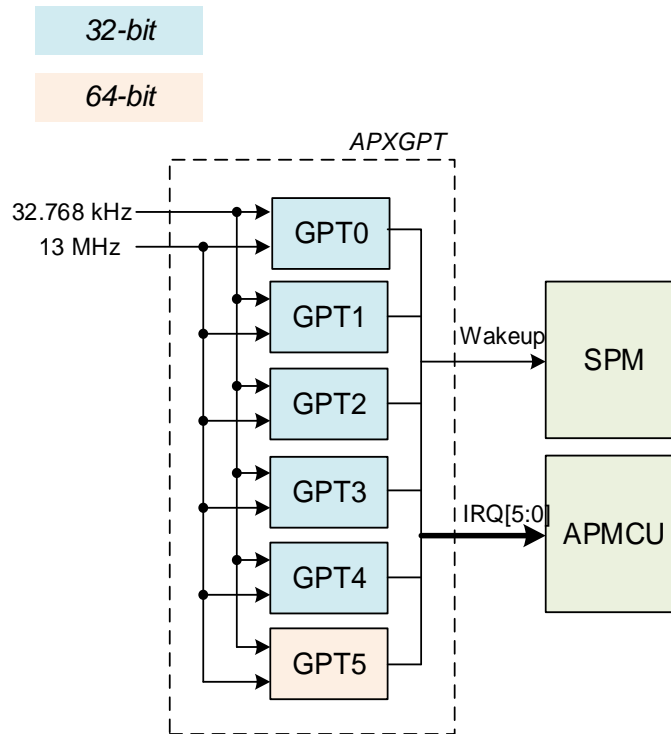 32-bit
64-bit
APXGPT
32.768 kHz
13 MHz
GPT0
GPT1
GPT2
GPT3
GPT4
GPT5
Wakeup
SPM
IRQ[5:0]
APMCU